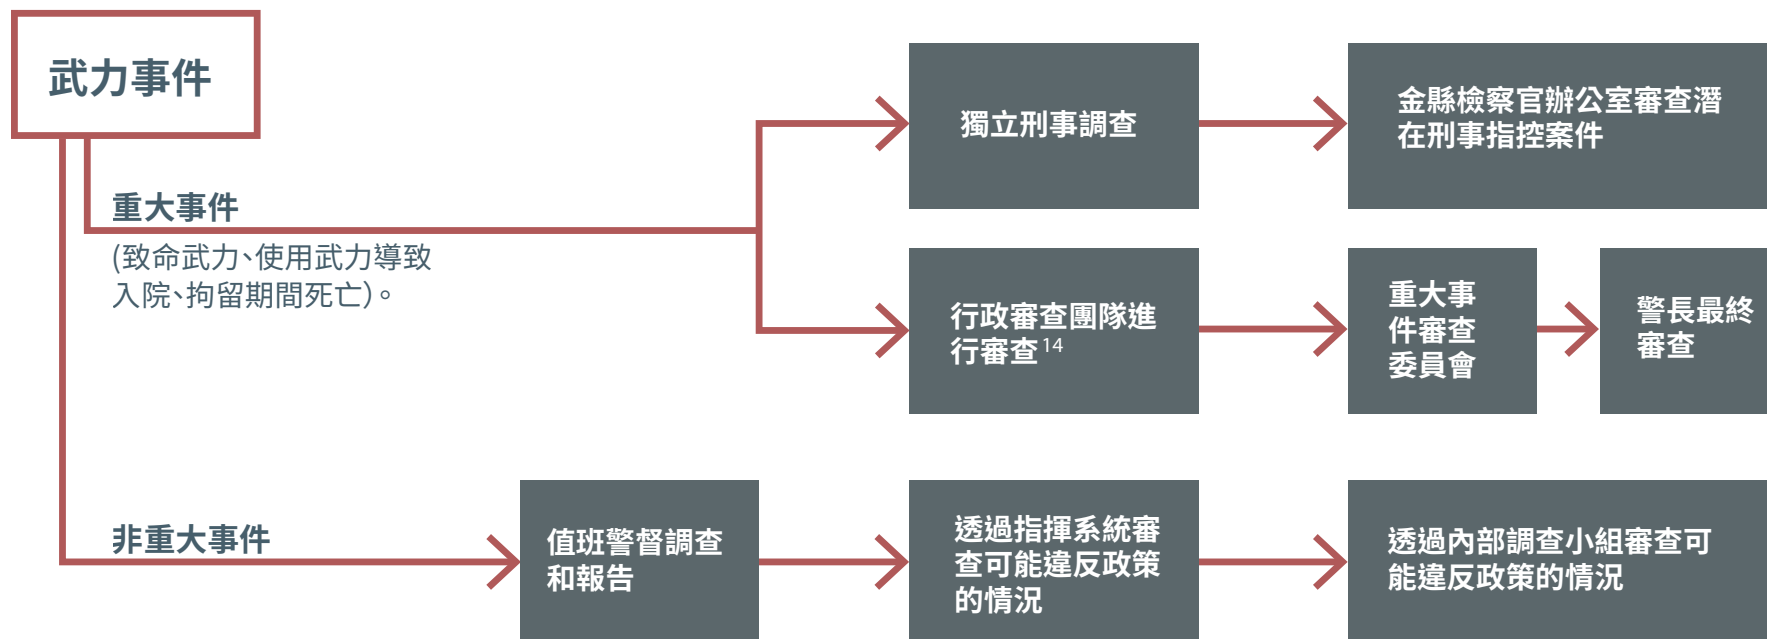 武力事件
重大事件
(致命武力、使用武力導致
入院、拘留期間死亡)。
獨立刑事調查
金縣檢察官辦公室審查潛
在刑事指控案件
行政審查團隊進
行審查14
重大事
件審查
委員會
警長最終
審查
非重大事件
值班警督調查
和報告
透過指揮系統審
查可能違反政策
的情況
透過內部調查小組審查可
能違反政策的情況